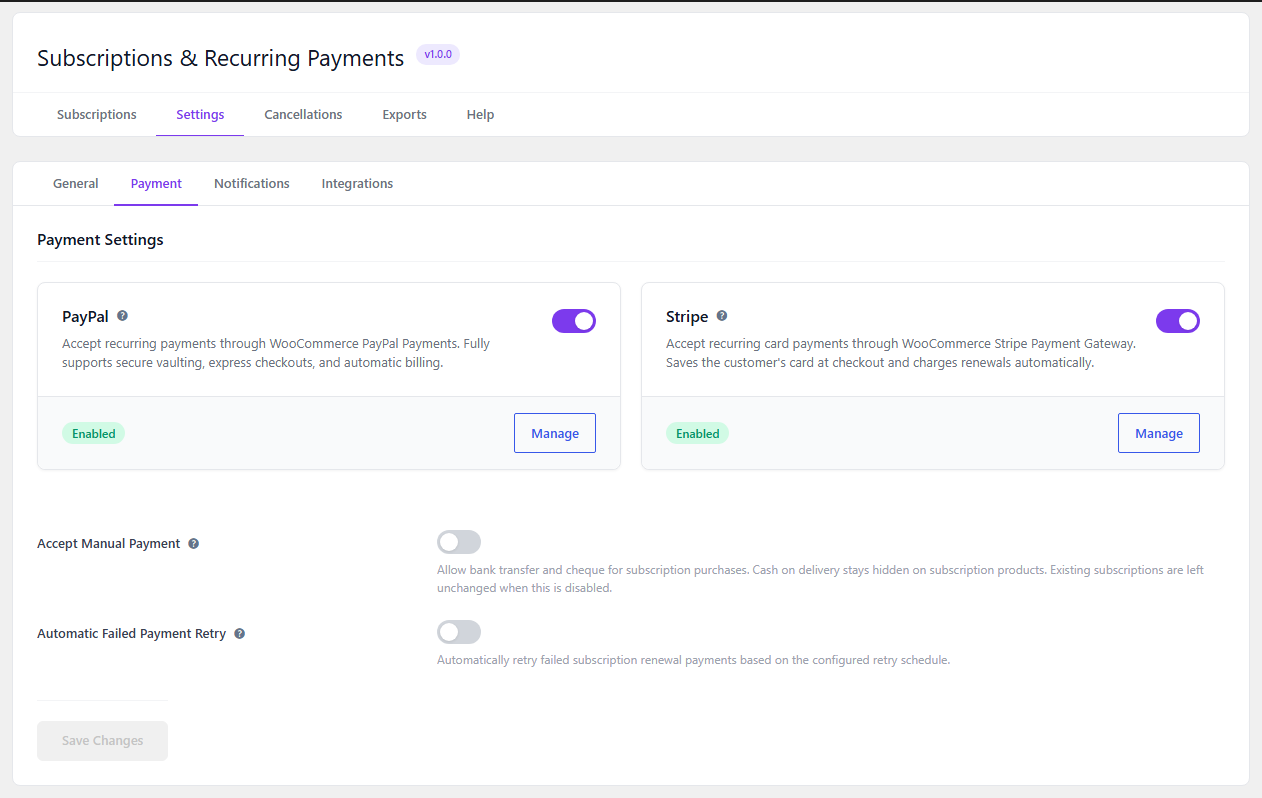 Subscriptions & Recurring Payments v1.0.0
Subscriptions Settings Cancellations Exports Help
General Payment Notifications Integrations
Payment Settings
PayPal ?
Accept recurring payments through WooCommerce PayPal Payments. Fully
supports secure vaulting, express checkouts, and automatic billing.
Enabled Manage
Stripe ?
Accept recurring card payments through WooCommerce Stripe Payment Gateway.
Saves the customer's card at checkout and charges renewals automatically.
Enabled Manage
Accept Manual Payment ?
Allow bank transfer and cheque for subscription purchases. Cash on delivery stays hidden on subscription products. Existing subscriptions are left
unchanged when this is disabled.
Automatic Failed Payment Retry ?
Automatically retry failed subscription renewal payments based on the configured retry schedule.
Save Changes